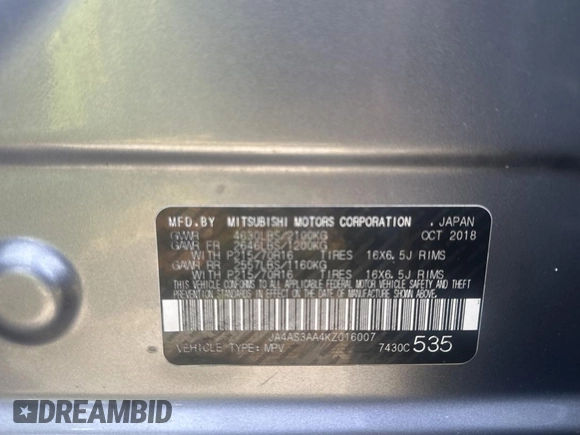 MFD.BY MITSUBISHI MOTORS CORPORATION , JAPAN
GVWR 4630LBS/2100KG OCT 2018
GAWR FR 2646LBS/1200KG
WITH P215/70R16 TIRES 16X6.5J RIMS
GAWR RR 2557LBS/1160KG
WITH P215/70R16 TIRES 16X6.5J RIMS
THIS VEHICLE CONFORMS TO ALL APPLICABLE FEDERAL MOTOR VEHICLE SAFETY
STANDARDS IN EFFECT ON THE DATE OF MANUFACTURE SHOWN ABOVE.
JA4AS3AA4KZ016007
VEHICLE TYPE: MPV 7430C 535
DREAMBID